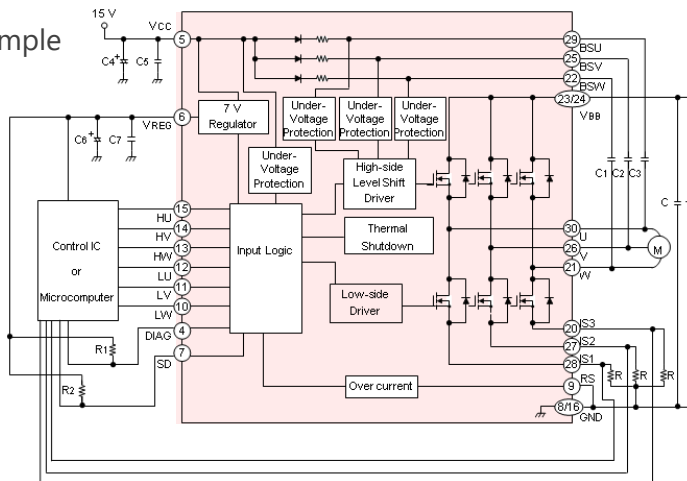 mple
15 V
VCC
C4
+
C5
5
29
BSU
25
BSV
22
BSW
23/24
VBB
6
VREG
7 V
Regulator
C6
+
C7
Under-
Voltage
Protection
Under-
Voltage
Protection
Under-
Voltage
Protection
Under-
Voltage
Protection
High-side
Level Shift
Driver
C1
C2
C3
C
Control IC
or
Microcomputer
15
HU
14
HV
13
HW
12
LU
11
LV
10
LW
4
DIAG
7
SD
Input Logic
Thermal
Shutdown
Low-side
Driver
Over current
30
U
26
V
21
W
M
20
IS3
27
IS2
28
IS1
9
RS
8/16
GND
R
R
R
R1
R2